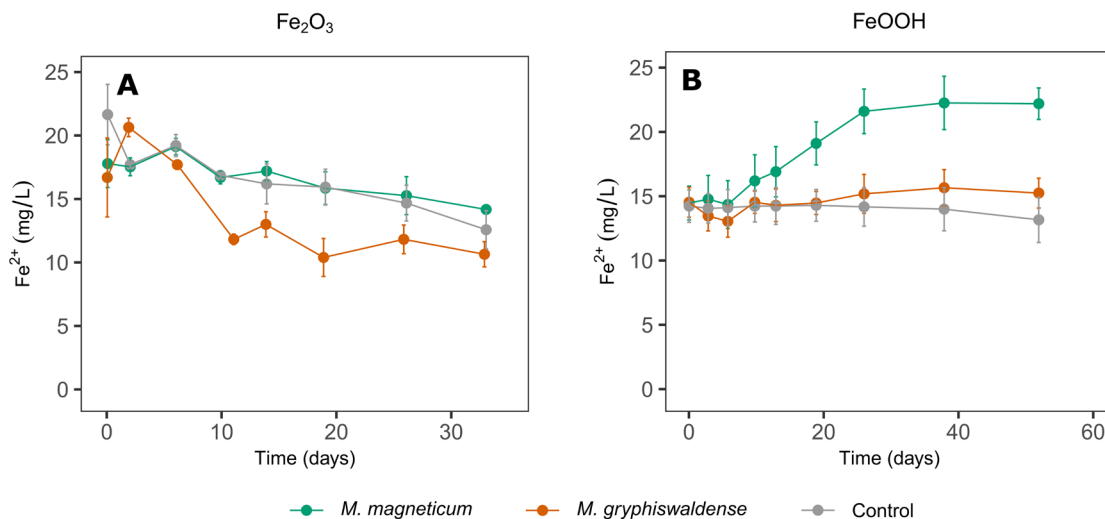 Fe₂O₃
FeOOH
A
B
25
20
15
10
5
0
Fe²⁺ (mg/L)
0 10 20 30
Time (days)
25
20
15
10
5
0
Fe²⁺ (mg/L)
0 20 40 60
Time (days)
M. magneticum M. gryphiswaldense Control